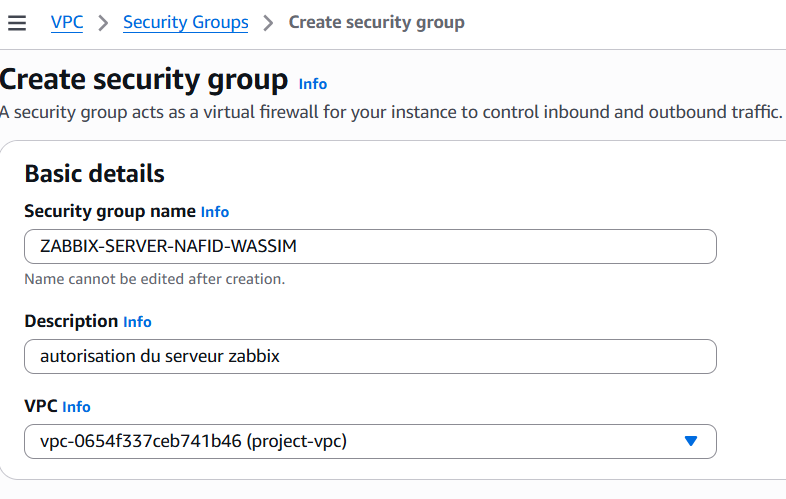 VPC > Security Groups > Create security group
Create security group Info
A security group acts as a virtual firewall for your instance to control inbound and outbound traffic.
Basic details
Security group name Info
ZABBIX-SERVER-NAFID-WASSIM
Name cannot be edited after creation.
Description Info
autorisation du serveur zabbix
VPC Info
vpc-0654f337ceb741b46 (project-vpc)